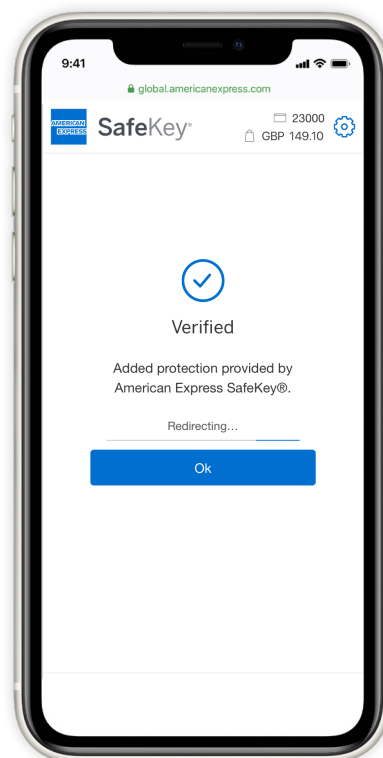 9:41
global.americanexpress.com
AMERICAN
EXPRESS
SafeKey®
23000
GBP 149.10
Verified
Added protection provided by
American Express SafeKey®.
Redirecting...
Ok